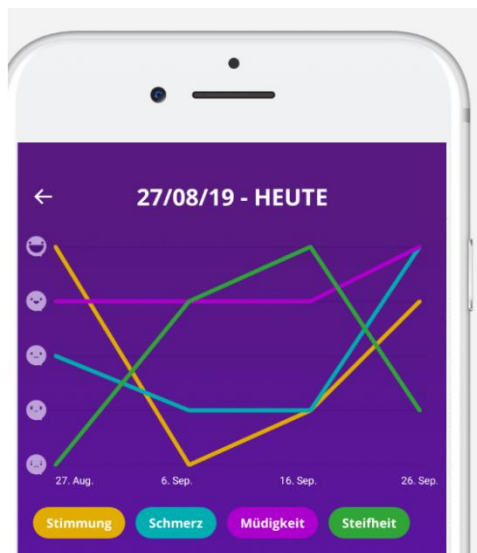 27/08/19 - HEUTE
27. Aug. 6. Sep. 16. Sep. 26. Sep.
Stimmung Schmerz Müdigkeit Steifheit